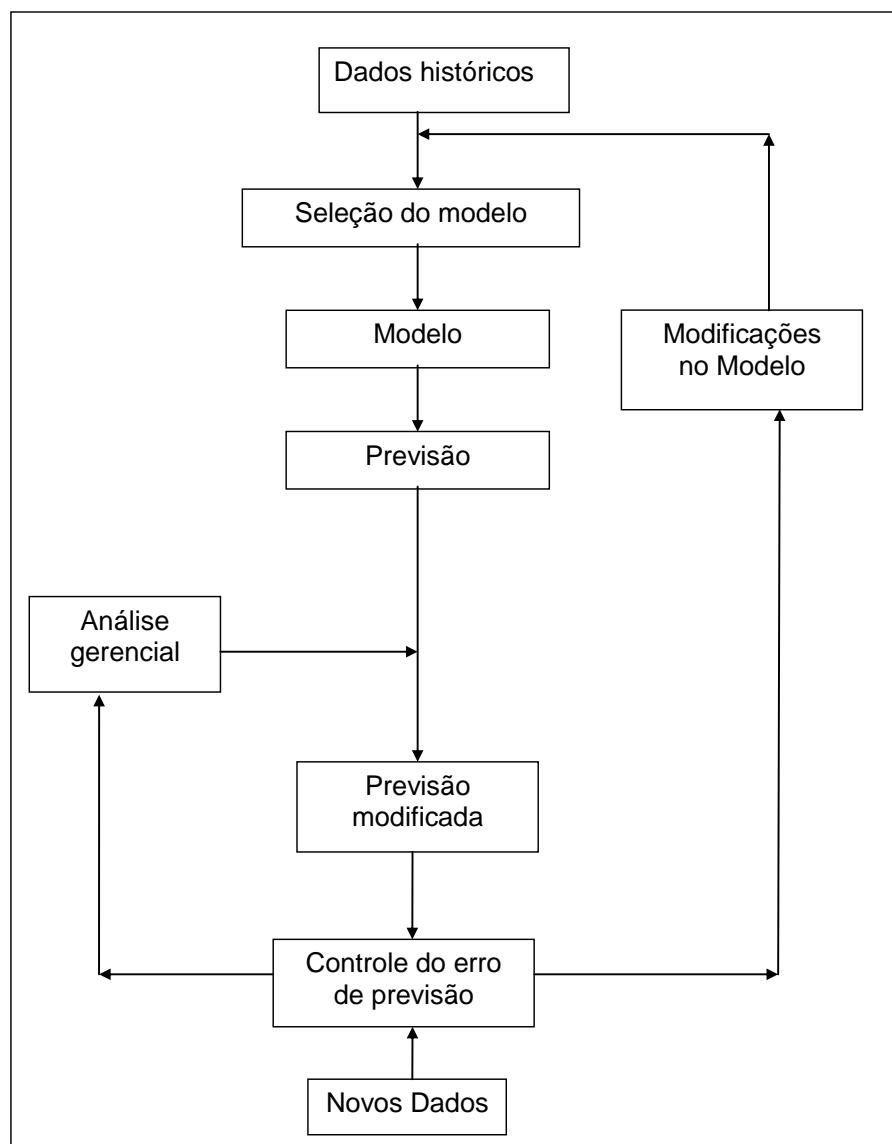 Dados históricos
Seleção do modelo
Modelo
Modificações
no Modelo
Previsão
Análise
gerencial
Previsão
modificada
Controle do erro
de previsão
Novos Dados